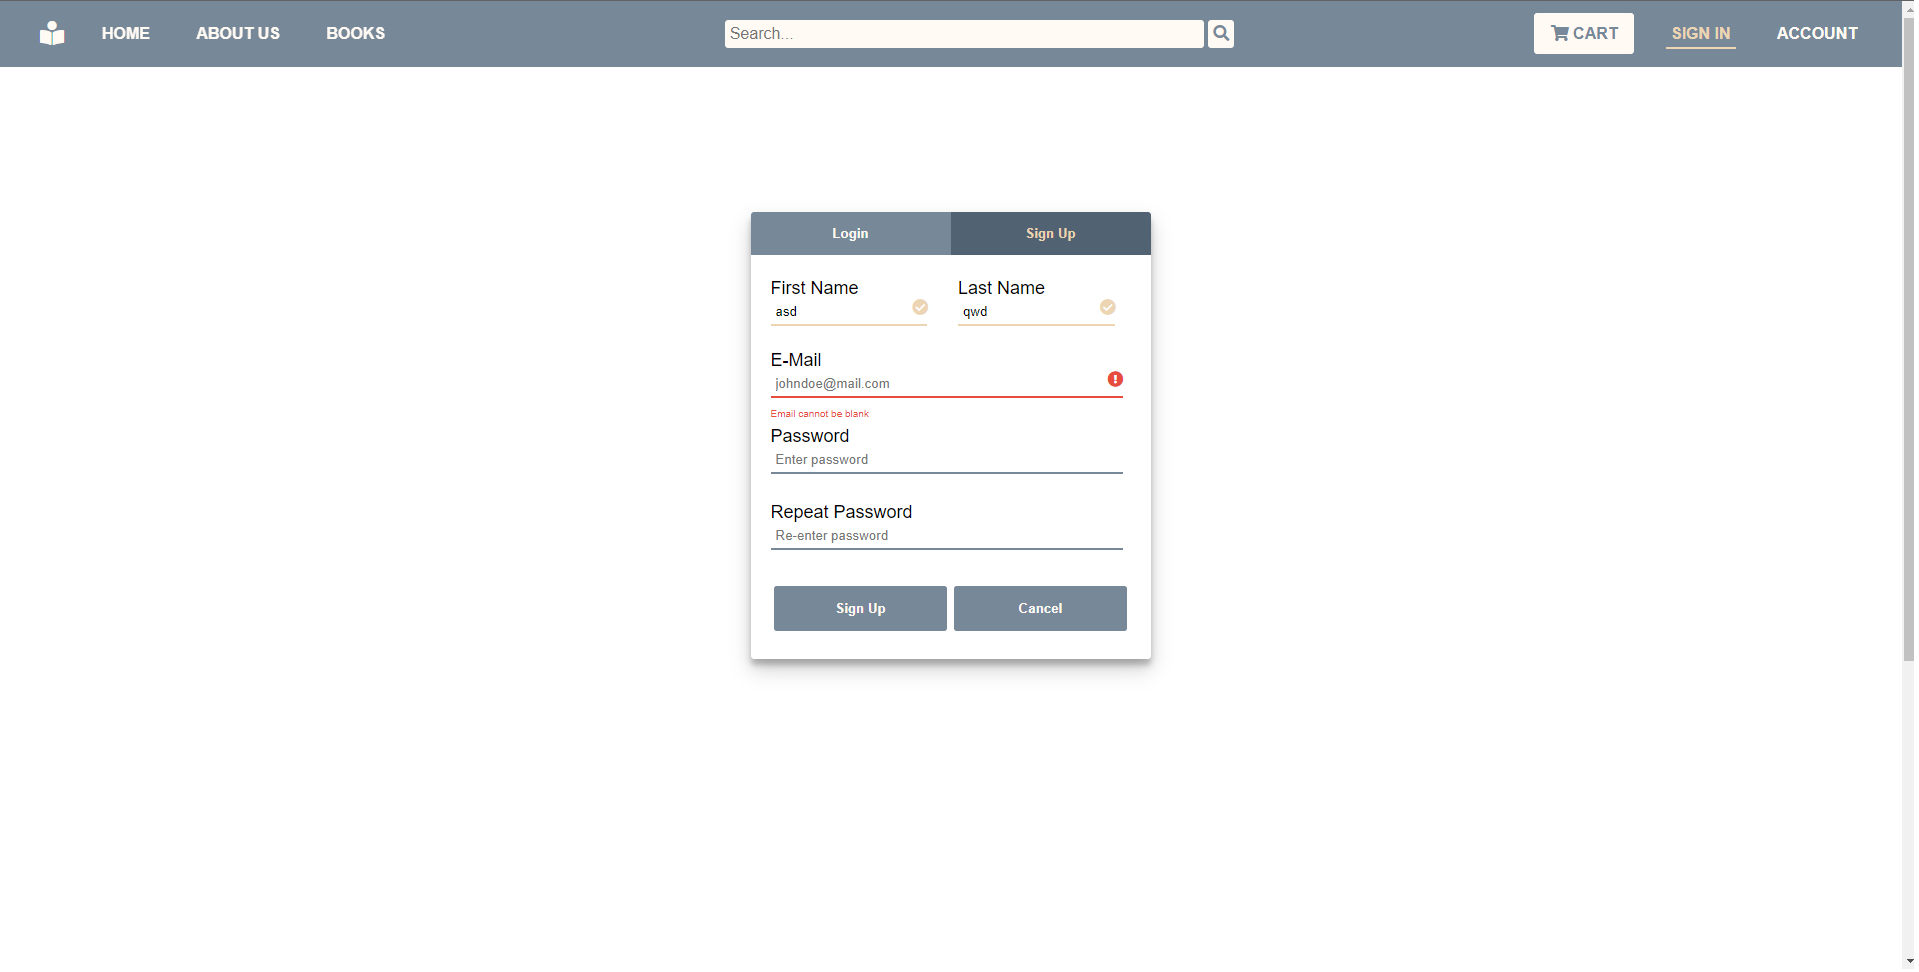 HOME ABOUT US BOOKS Search... CART SIGN IN ACCOUNT
Login Sign Up
First Name Last Name
asd qwd
E-Mail
johndoe@mail.com
Email cannot be blank
Password
Enter password
Repeat Password
Re-enter password
Sign Up Cancel